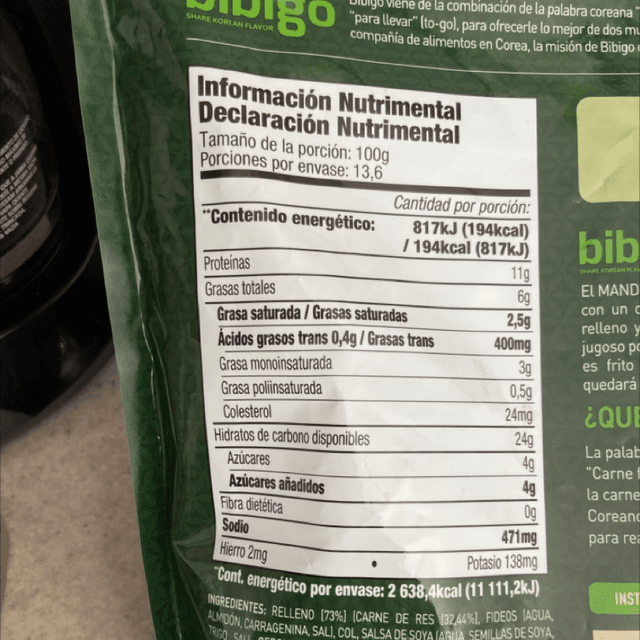 bibigo
SHARE KOREAN FLAVOR
Bibigo viene de la combinación de la palabra coreana
"para llevar" (to-go), para ofrecerle lo mejor de dos
compañía de alimentos en Corea, la misión de Bibigo
Información Nutrimental
Declaración Nutrimental
Tamaño de la porción: 100g
Porciones por envase: 13,6
Cantidad por porción:
**Contenido energético: 817kJ (194kcal)
/ 194kcal (817kJ)
Proteínas 11g
Grasas totales 6g
Grasa saturada / Grasas saturadas 2,5g
Ácidos grasos trans 0,4g / Grasas trans 400mg
Grasa monoinsaturada 3g
Grasa poliinsaturada 0,5g
Colesterol 24mg
Hidratos de carbono disponibles 24g
Azúcares 4g
Azúcares añadidos 4g
Fibra dietética 0g
Sodio 471mg
Hierro 2mg • Potasio 138mg
**Cont. energético por envase: 2 638,4kcal (11 111,2kJ)
INGREDIENTES: RELLENO [73%] (CARNE DE RES (32,44%), FIDEOS (AGUA,
ALMIDÓN, CARRAGENINA, SAL), COL, SALSA DE SOYA (AGUA, SEMILLAS DE SOYA,
TRIGO, SAL),
bib
SHARE KOREAN FLA
El MAND
con un
relleno y
jugoso
es frito
quedará
¿QUÉ
La palab
"Carne
la carne
Corean
para rea
INST